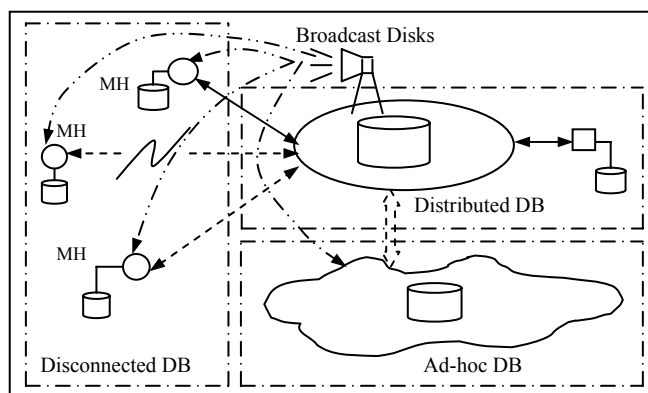 Broadcast Disks
MH
MH
MH
Distributed DB
Disconnected DB
Ad-hoc DB